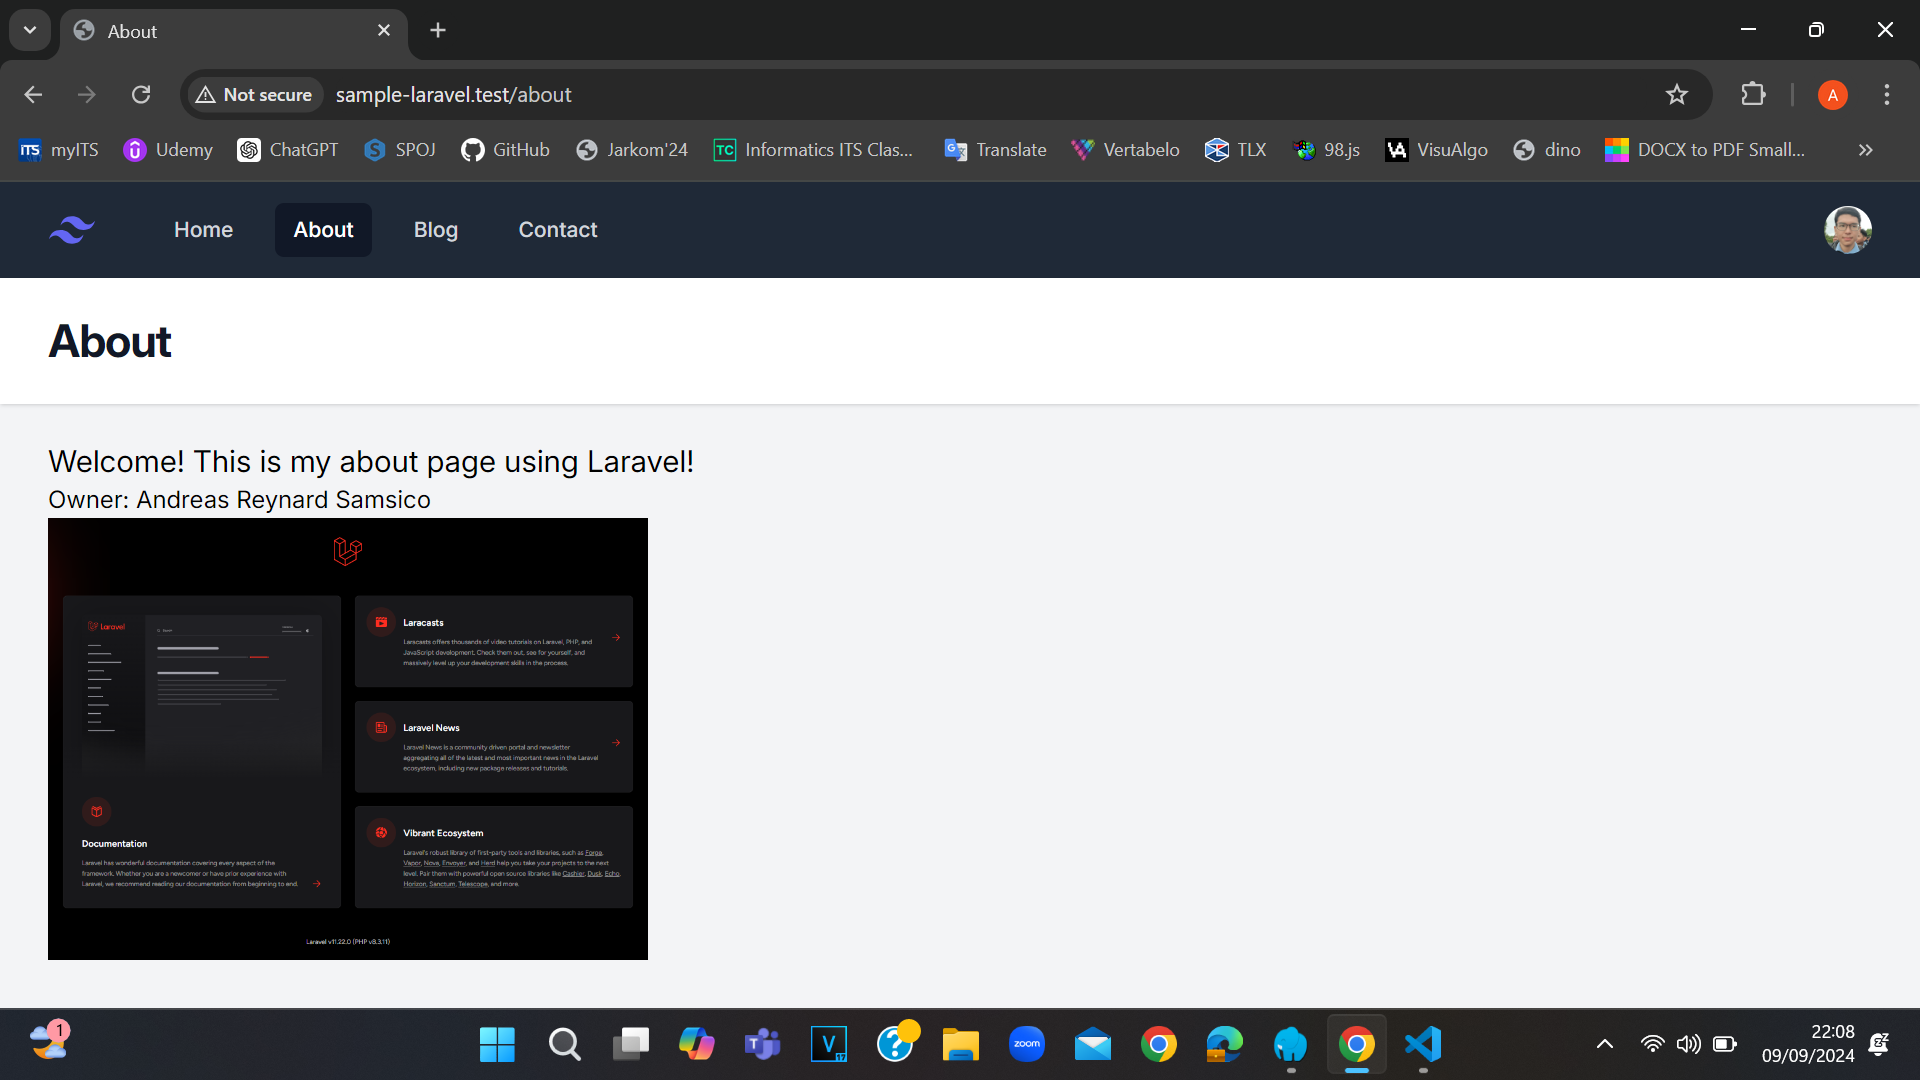 About
Not secure
sample-laravel.test/about
A
myITS
Udemy
ChatGPT
SPOJ
GitHub
Jarkom'24
Informatics ITS Clas...
Translate
Vertabelo
TLX
98.js
VisuAlgo
dino
DOCX to PDF Small...
Home
About
Blog
Contact
About
Welcome! This is my about page using Laravel!
Owner: Andreas Reynard Samsico
Laravel
Laracasts
Laracasts offers thousands of video tutorials on Laravel, PHP, and
JavaScript development. Check them out, see for yourself, and
massively level up your development skills in the process.
Laravel News
Laravel News is a community driven portal and newsletter
aggregating all of the latest and most important news in the Laravel
ecosystem, including new package releases and tutorials.
Documentation
Laravel has wonderful documentation covering every aspect of the
framework. Whether you are a newcomer or have prior experience with
Laravel, we recommend reading our documentation from beginning to end.
Vibrant Ecosystem
Laravel's robust library of first-party tools and libraries, such as Forge,
Vapor, Nova, Envoyer, and Herd help you take your projects to the next
level. Pair them with powerful open source libraries like Cashier, Dusk, Echo,
Horizon, Sanctum, Telescope, and more.
Laravel v11.22.0 (PHP v8.3.11)
1
zoom
22:08
09/09/2024